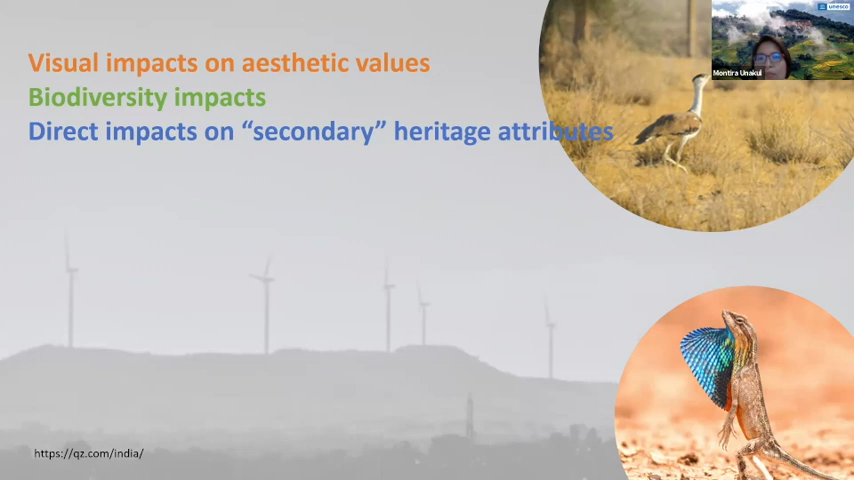 unesco
Montira Unakul
Visual impacts on aesthetic values
Biodiversity impacts
Direct impacts on “secondary” heritage attributes
https://qz.com/india/